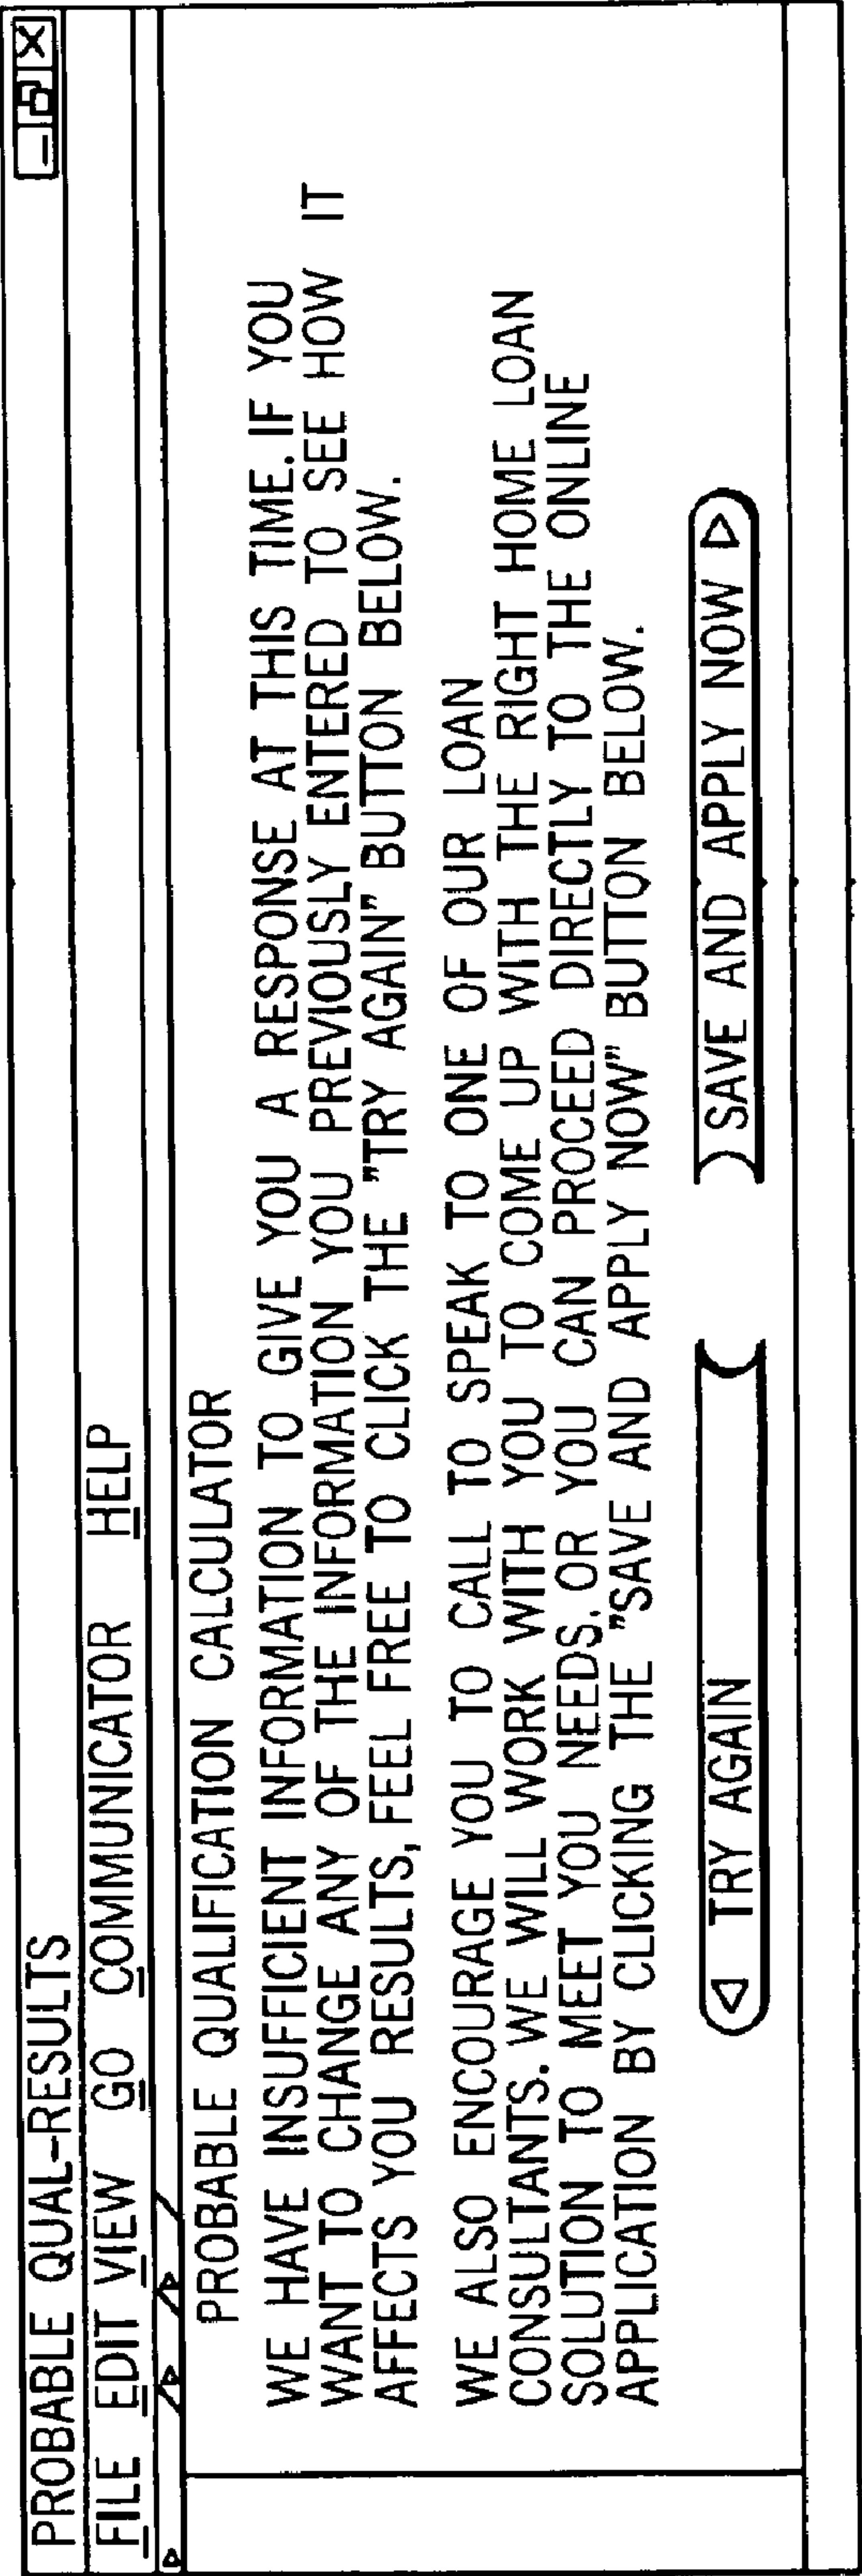 PROBABLE QUAL-RESULTS
FILE EDIT VIEW GO COMMUNICATOR HELP
PROBABLE QUALIFICATION CALCULATOR
WE HAVE INSUFFICIENT INFORMATION TO GIVE YOU A RESPONSE AT THIS TIME. IF YOU
WANT TO CHANGE ANY OF THE INFORMATION YOU PREVIOUSLY ENTERED TO SEE HOW IT
AFFECTS YOU RESULTS, FEEL FREE TO CLICK THE "TRY AGAIN" BUTTON BELOW.
WE ALSO ENCOURAGE YOU TO CALL TO SPEAK TO ONE OF OUR LOAN
CONSULTANTS. WE WILL WORK WITH YOU TO COME UP WITH THE RIGHT HOME LOAN
SOLUTION TO MEET YOU NEEDS. OR YOU CAN PROCEED DIRECTLY TO THE ONLINE
APPLICATION BY CLICKING THE "SAVE AND APPLY NOW" BUTTON BELOW.
TRY AGAIN SAVE AND APPLY NOW